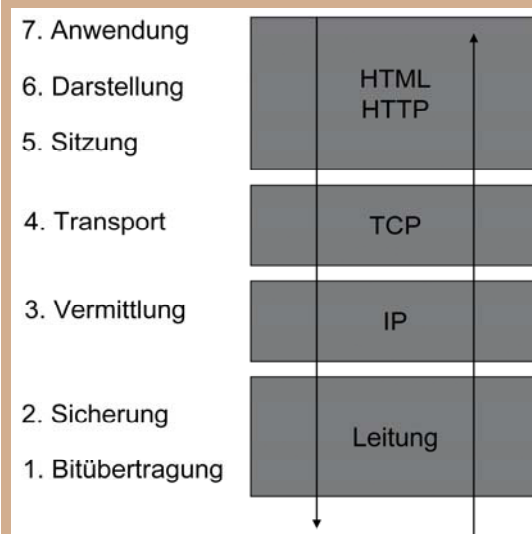 7. Anwendung
6. Darstellung
5. Sitzung
4. Transport
3. Vermittlung
2. Sicherung
1. Bitübertragung
HTML
HTTP
TCP
IP
Leitung